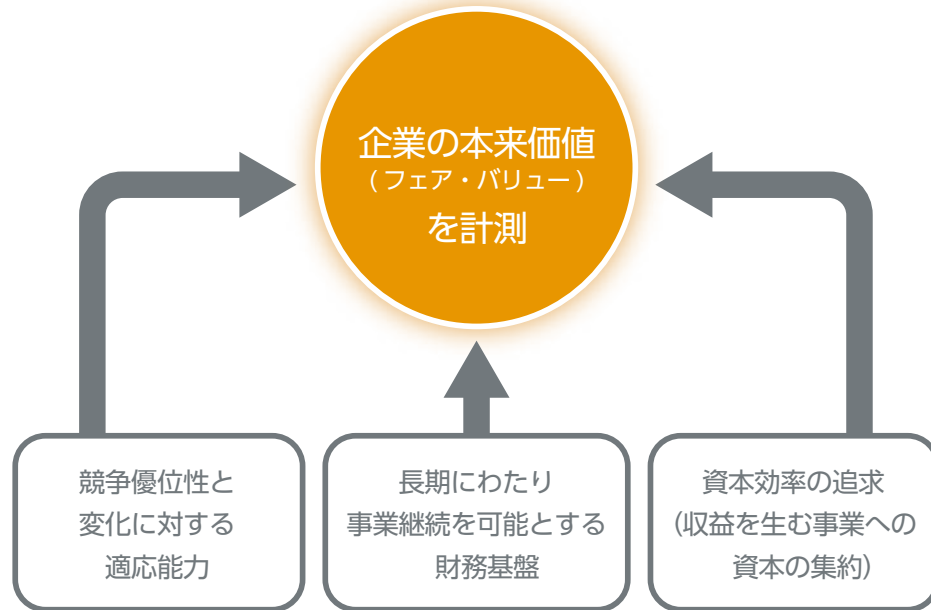 企業の本来価値
(フェア・バリュー)
を計測
競争優位性と
変化に対する
適応能力
長期にわたり
事業継続を可能とする
財務基盤
資本効率の追求
(収益を生む事業への
資本の集約)